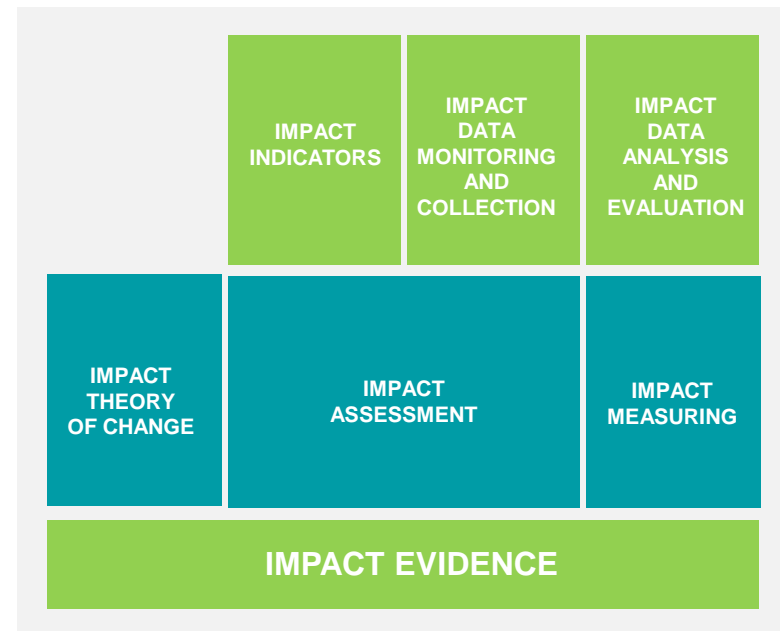 IMPACT
INDICATORS
IMPACT
DATA
MONITORING
AND
COLLECTION
IMPACT
DATA
ANALYSIS
AND
EVALUATION
IMPACT
THEORY
OF CHANGE
IMPACT
ASSESSMENT
IMPACT
MEASURING
IMPACT EVIDENCE